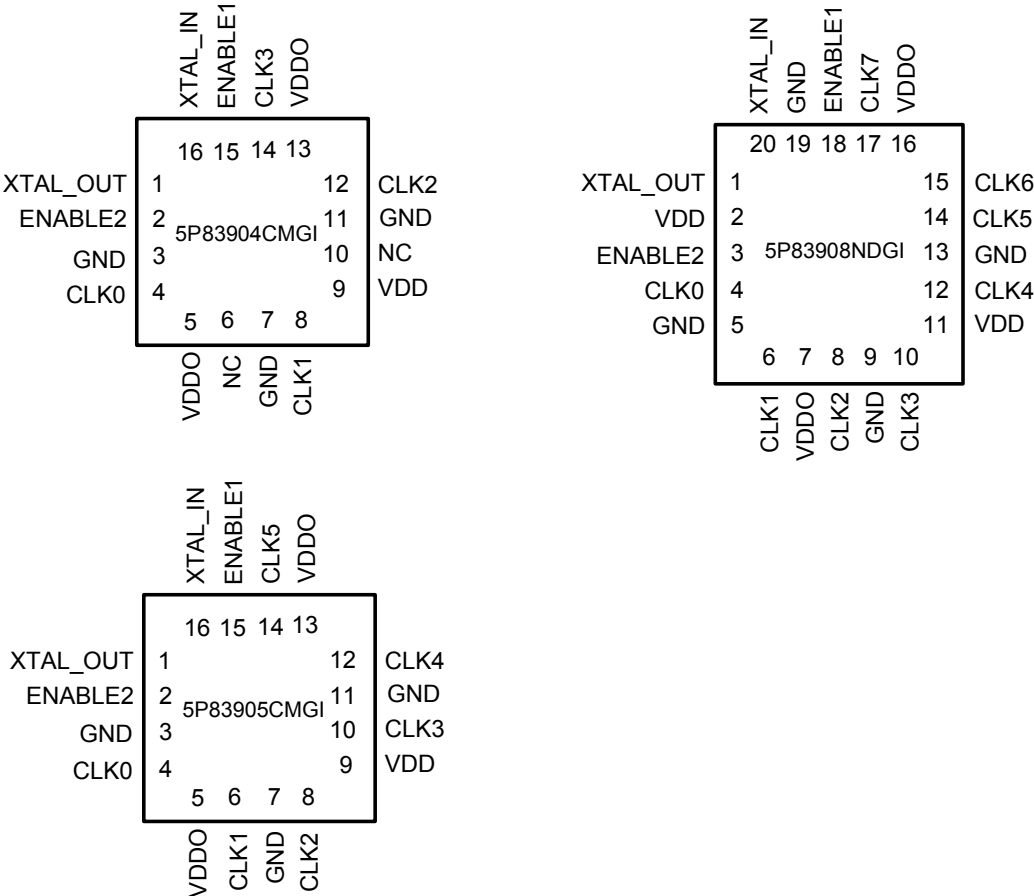 XTAL_IN
ENABLE1
CLK3
VDDO
16 15 14 13
XTAL_OUT 1
ENABLE2 2
GND 3
CLK0 4
5P83904CMGI
12 CLK2
11 GND
10 NC
9 VDD
5 6 7 8
VDDO
NC
GND
CLK1
XTAL_IN
GND
ENABLE1
CLK7
VDDO
20 19 18 17 16
XTAL_OUT 1
VDD 2
ENABLE2 3
CLK0 4
GND 5
5P83908NDGI
15 CLK6
14 CLK5
13 GND
12 CLK4
11 VDD
6 7 8 9 10
CLK1
VDDO
CLK2
GND
CLK3
XTAL_IN
ENABLE1
CLK5
VDDO
16 15 14 13
XTAL_OUT 1
ENABLE2 2
GND 3
CLK0 4
5P83905CMGI
12 CLK4
11 GND
10 CLK3
9 VDD
5 6 7 8
VDDO
CLK1
GND
CLK2